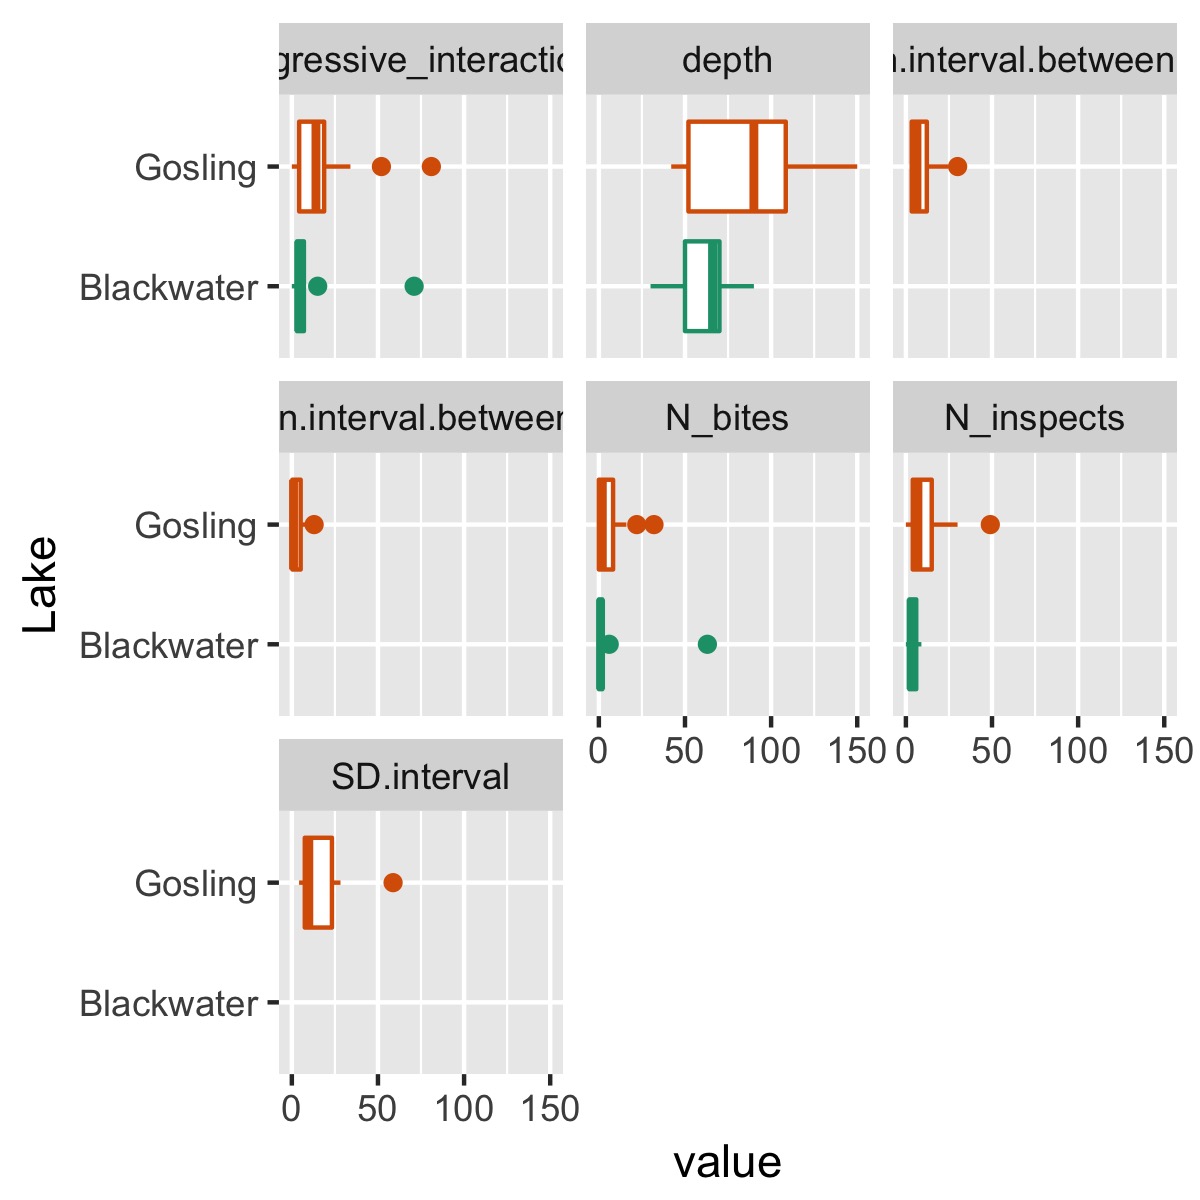 gressive_interactio
depth
n.interval.between
Gosling
Blackwater
n.interval.between
N_bites
N_inspects
Gosling
Blackwater
0 50 100 150
0 50 100 150
SD.interval
Gosling
Blackwater
0 50 100 150
Lake
value